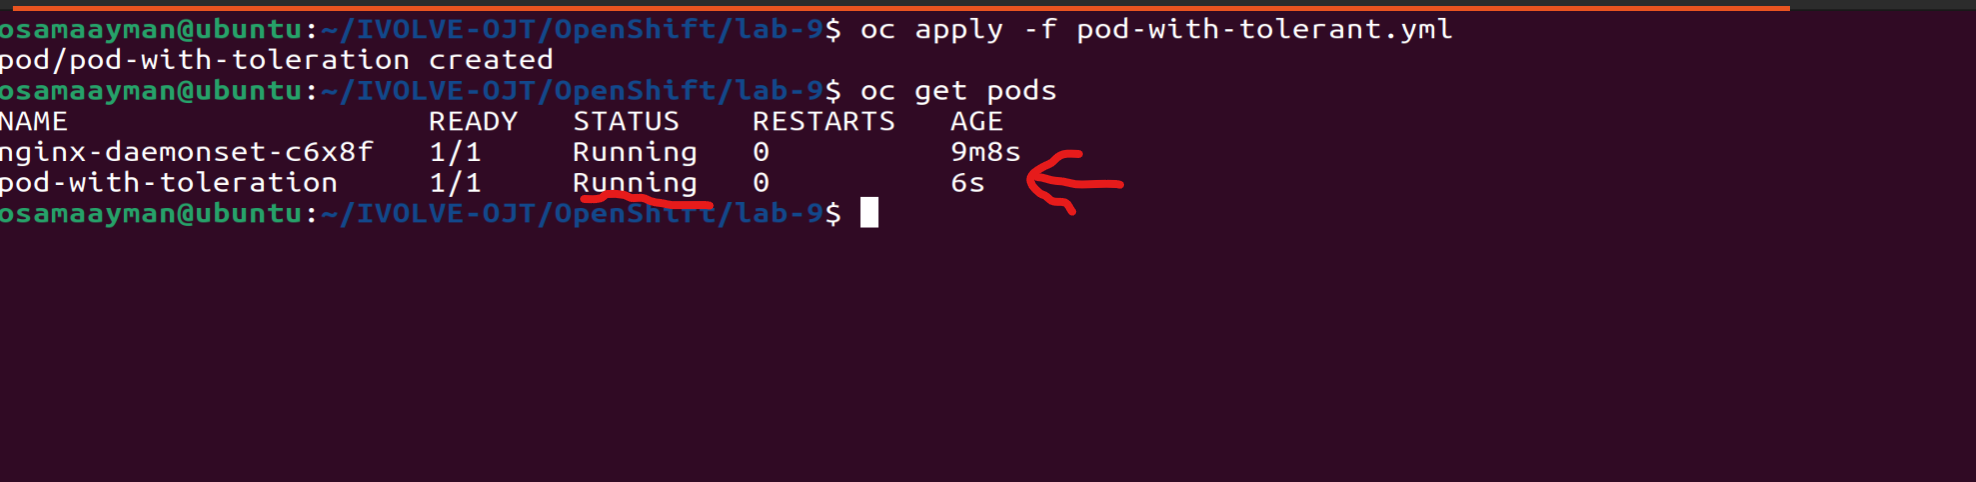 osamaayman@ubuntu:~/IVOLVE-OJT/OpenShift/lab-9$ oc apply -f pod-with-tolerant.yml
pod/pod-with-toleration created
osamaayman@ubuntu:~/IVOLVE-OJT/OpenShift/lab-9$ oc get pods
NAME                    READY   STATUS    RESTARTS   AGE
nginx-daemonset-c6x8f   1/1     Running   0          9m8s
pod-with-toleration     1/1     Running   0          6s
osamaayman@ubuntu:~/IVOLVE-OJT/OpenShift/lab-9$